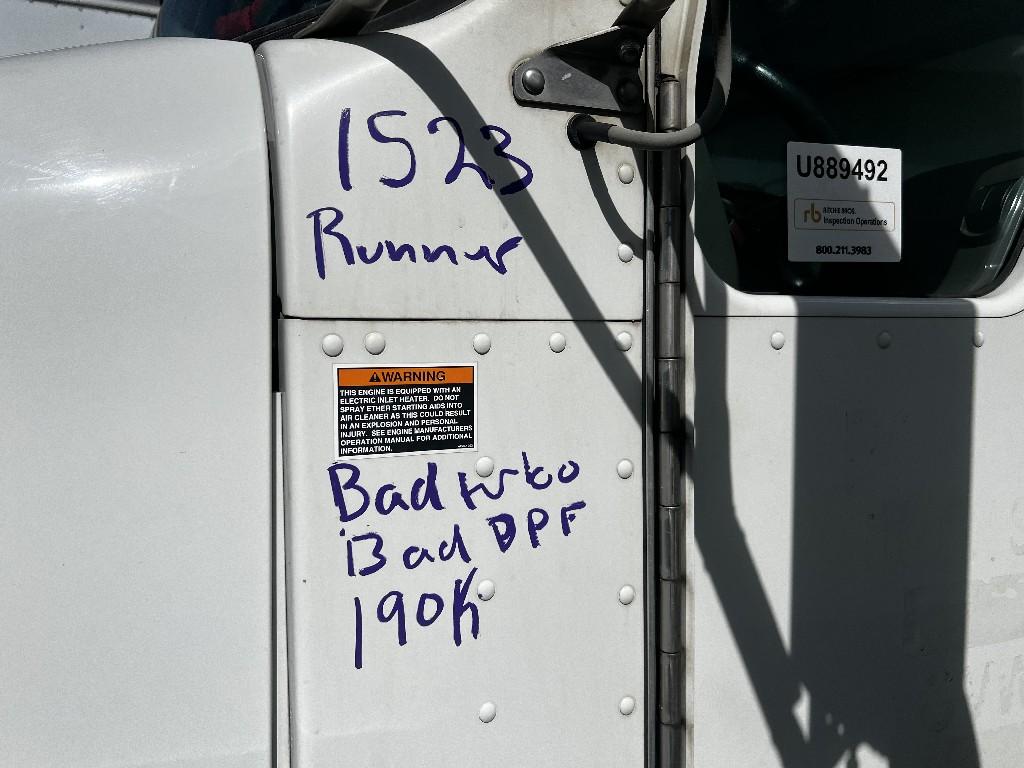 1523
Runner
U889492
rb
RITCHIE BROS.
Inspection Operations
800.211.3983
WARNING
THIS ENGINE IS EQUIPPED WITH AN
ELECTRIC INLET HEATER. DO NOT
SPRAY ETHER STARTING AIDS INTO
AIR CLEANER AS THIS COULD RESULT
IN AN EXPLOSION AND PERSONAL
INJURY. SEE ENGINE MANUFACTURERS
OPERATION MANUAL FOR ADDITIONAL
INFORMATION.
Bad turbo
Bad DPF
190K